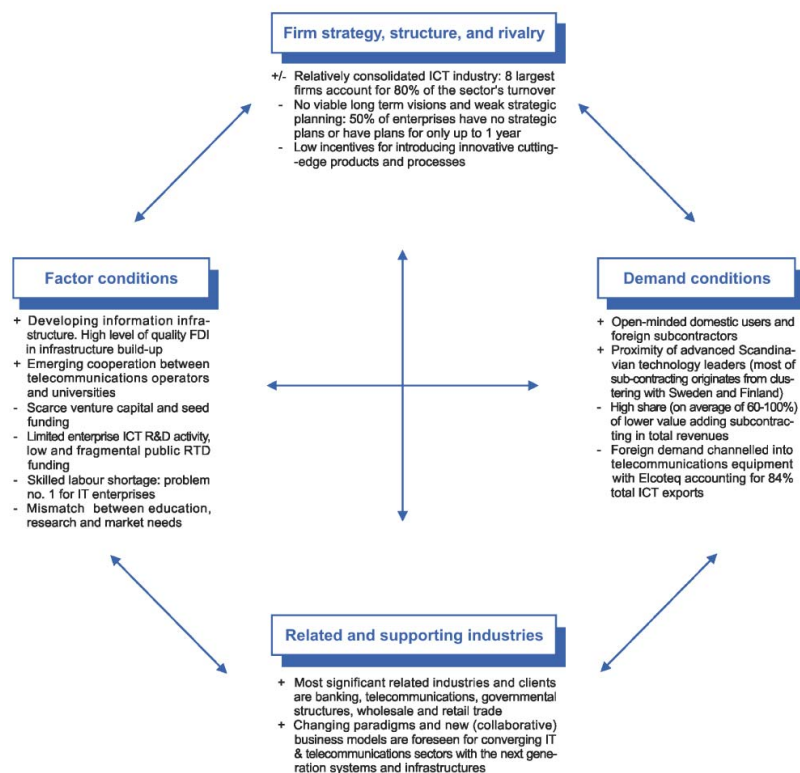 Firm strategy, structure, and rivalry
+/- Relatively consolidated ICT industry: 8 largest
firms account for 80% of the sector's turnover
- No viable long term visions and weak strategic
planning: 50% of enterprises have no strategic
plans or have plans for only up to 1 year
- Low incentives for introducing innovative cutting-
-edge products and processes
Factor conditions
+ Developing information infra-
structure. High level of quality FDI
in infrastructure build-up
+ Emerging cooperation between
telecommunications operators
and universities
- Scarce venture capital and seed
funding
- Limited enterprise ICT R&D activity,
low and fragmental public RTD
funding
- Skilled labour shortage: problem
no. 1 for IT enterprises
- Mismatch between education,
research and market needs
Demand conditions
+ Open-minded domestic users and
foreign subcontractors
+ Proximity of advanced Scandina-
vian technology leaders (most of
sub-contracting originates from clus-
tering with Sweden and Finland)
- High share (on average of 60-100%)
of lower value adding subcontrac-
ting in total revenues
- Foreign demand channelled into
telecommunications equipment
with Elcoteq accounting for 84%
total ICT exports
Related and supporting industries
+ Most significant related industries and clients
are banking, telecommunications, governmental
structures, wholesale and retail trade
+ Changing paradigms and new (collaborative)
business models are foreseen for converging IT
& telecommunications sectors with the next gene-
ration systems and infrastructures